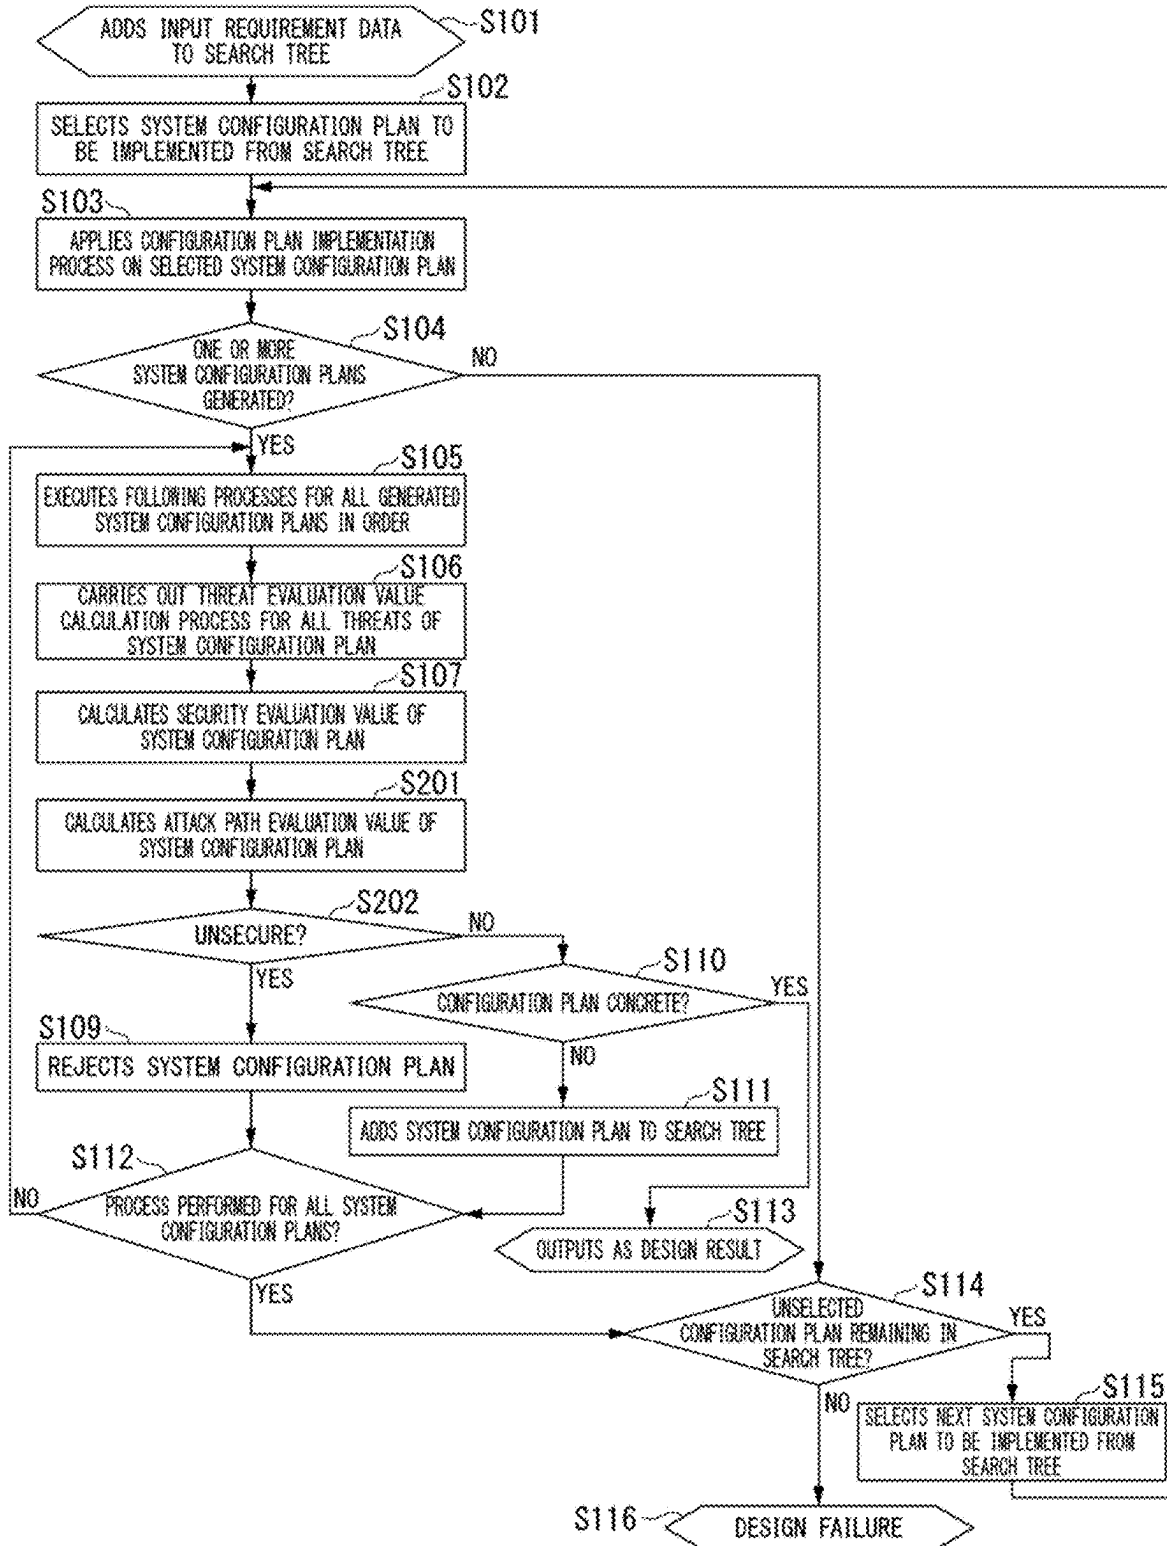 S101
ADDS INPUT REQUIREMENT DATA
TO SEARCH TREE
S102
SELECTS SYSTEM CONFIGURATION PLAN TO
BE IMPLEMENTED FROM SEARCH TREE
S103
APPLIES CONFIGURATION PLAN IMPLEMENTATION
PROCESS ON SELECTED SYSTEM CONFIGURATION PLAN
S104
ONE OR MORE
SYSTEM CONFIGURATION PLANS
GENERATED?
NO
YES
S105
EXECUTES FOLLOWING PROCESSES FOR ALL GENERATED
SYSTEM CONFIGURATION PLANS IN ORDER
S106
CARRIES OUT THREAT EVALUATION VALUE
CALCULATION PROCESS FOR ALL THREATS OF
SYSTEM CONFIGURATION PLAN
S107
CALCULATES SECURITY EVALUATION VALUE OF
SYSTEM CONFIGURATION PLAN
S201
CALCULATES ATTACK PATH EVALUATION VALUE OF
SYSTEM CONFIGURATION PLAN
S202
UNSECURE?
NO
YES
S110
CONFIGURATION PLAN CONCRETE?
YES
NO
S109
REJECTS SYSTEM CONFIGURATION PLAN
S111
ADDS SYSTEM CONFIGURATION PLAN TO SEARCH TREE
S112
NO
PROCESS PERFORMED FOR ALL SYSTEM
CONFIGURATION PLANS?
YES
S113
OUTPUTS AS DESIGN RESULT
S114
UNSELECTED
CONFIGURATION PLAN REMAINING IN
SEARCH TREE?
YES
NO
S115
SELECTS NEXT SYSTEM CONFIGURATION
PLAN TO BE IMPLEMENTED FROM
SEARCH TREE
S116
DESIGN FAILURE